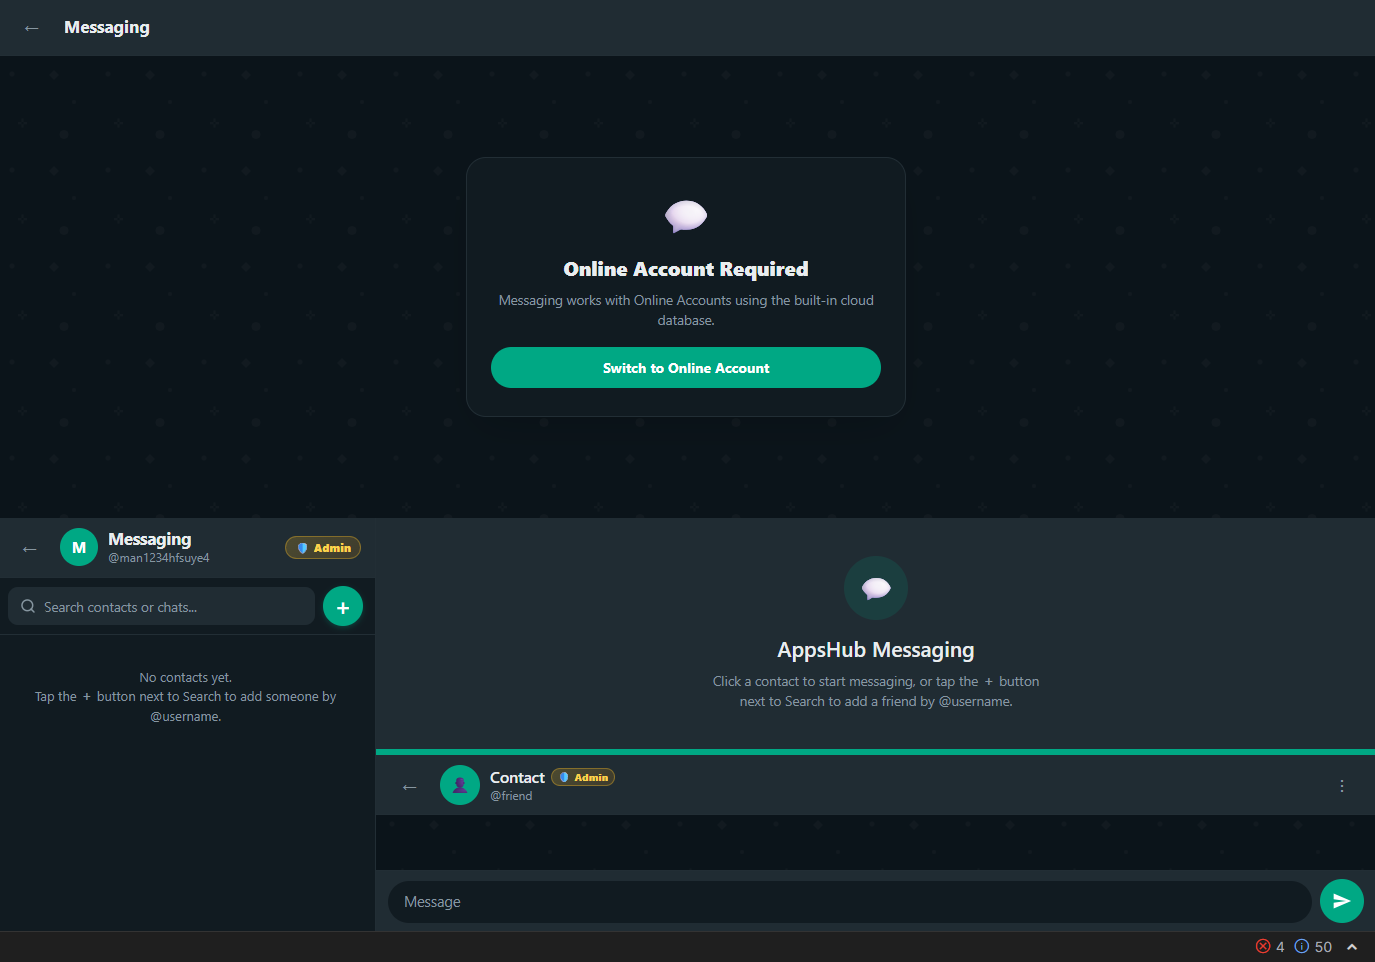 ← Messaging
Online Account Required
Messaging works with Online Accounts using the built-in cloud
database.
Switch to Online Account
← M Messaging
@man1234hfsuye4
Admin
Search contacts or chats...
+
No contacts yet.
Tap the + button next to Search to add someone by
@username.
AppsHub Messaging
Click a contact to start messaging, or tap the + button
next to Search to add a friend by @username.
← Contact Admin
@friend
Message
4 50